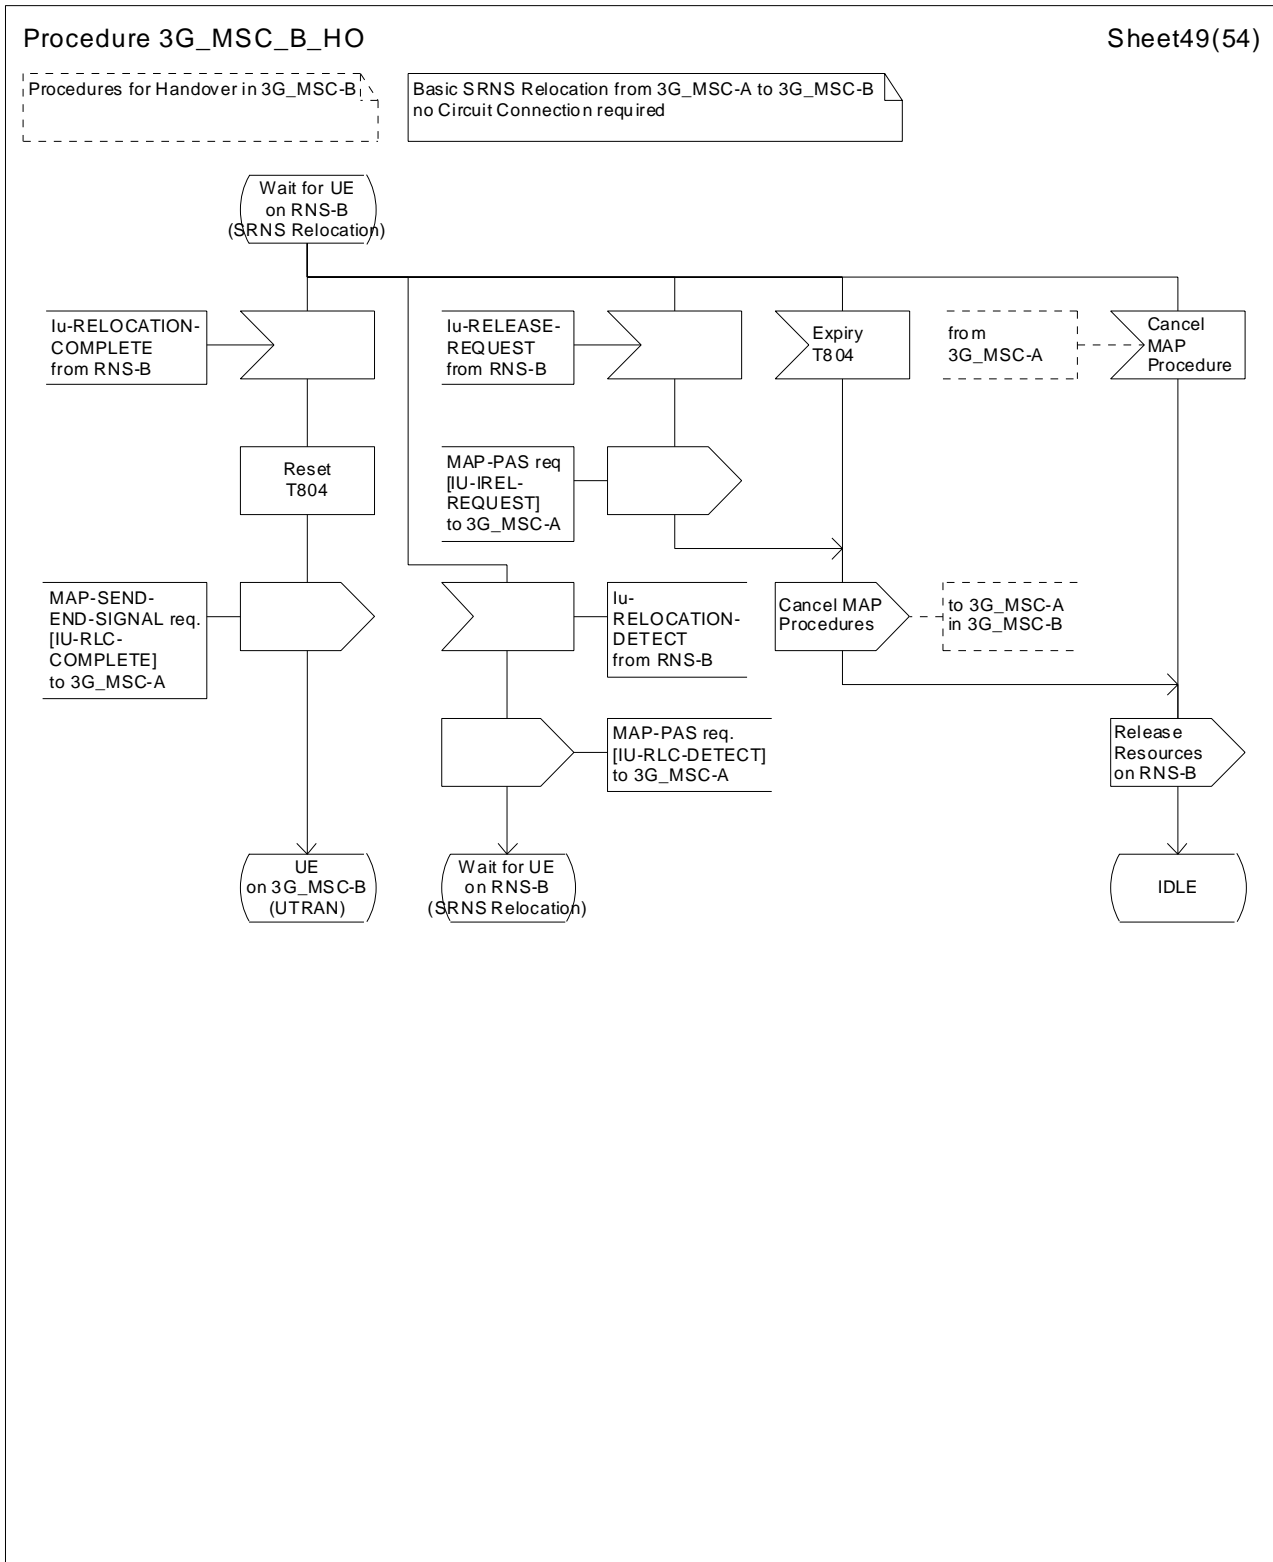 Procedure 3G_MSC_B_HO
Sheet49(54)
Procedures for Handover in 3G_MSC-B
Basic SRNS Relocation from 3G_MSC-A to 3G_MSC-B
no Circuit Connection required
Wait for UE
on RNS-B
(SRNS Relocation)
Iu-RELOCATION-
COMPLETE
from RNS-B
Iu-RELEASE-
REQUEST
from RNS-B
Expiry
T804
from
3G_MSC-A
Cancel
MAP
Procedure
Reset
T804
MAP-PAS req
[IU-IREL-
REQUEST]
to 3G_MSC-A
MAP-SEND-
END-SIGNAL req.
[IU-RLC-
COMPLETE]
to 3G_MSC-A
Iu-
RELOCATION-
DETECT
from RNS-B
Cancel MAP
Procedures
to 3G_MSC-A
in 3G_MSC-B
MAP-PAS req.
[IU-RLC-DETECT]
to 3G_MSC-A
Release
Resources
on RNS-B
UE
on 3G_MSC-B
(UTRAN)
Wait for UE
on RNS-B
(SRNS Relocation)
IDLE